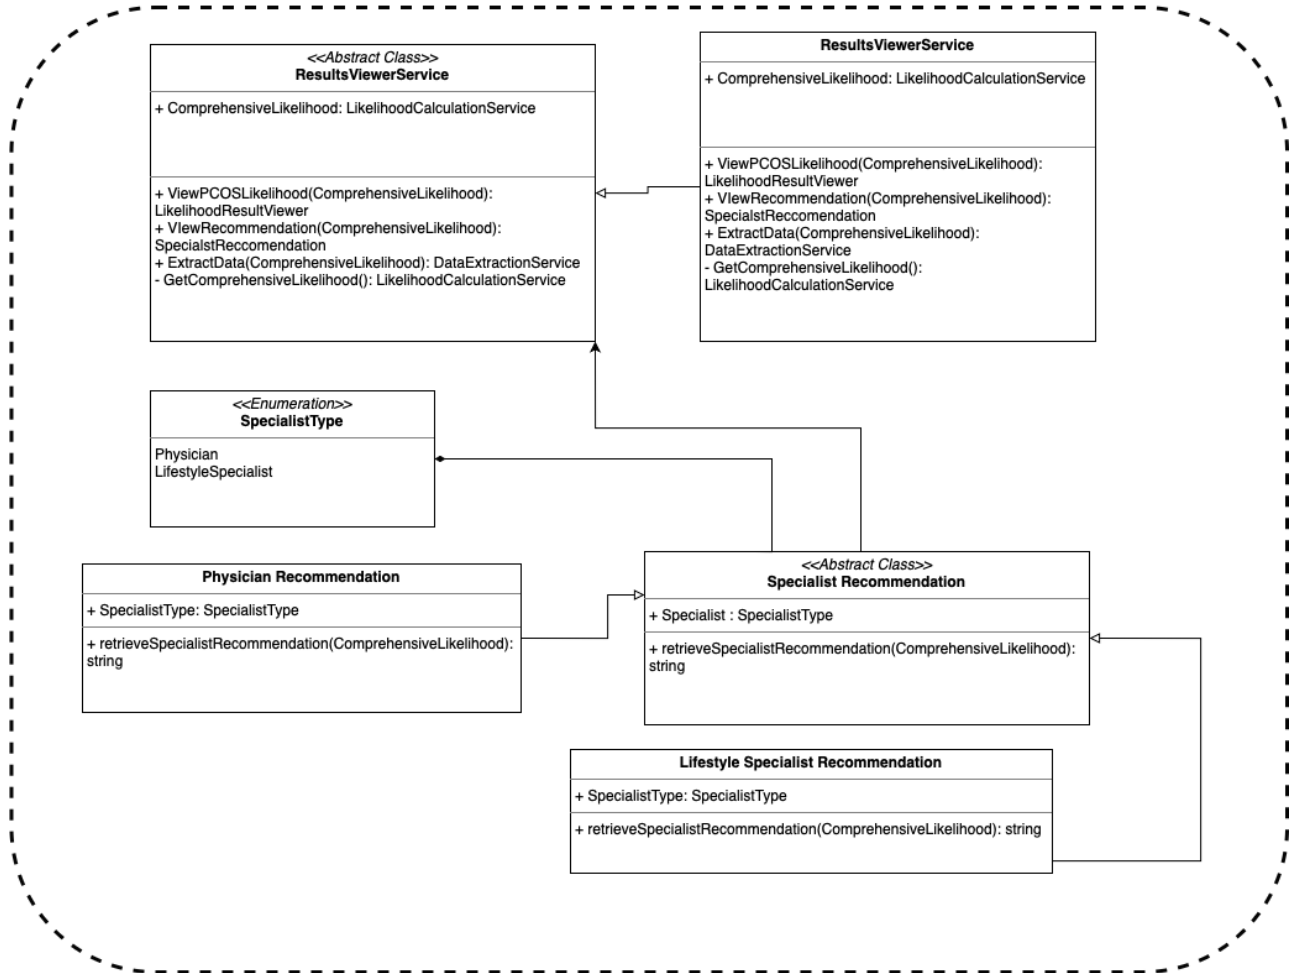 <<Abstract Class>>
ResultsViewerService
+ ComprehensiveLikelihood: LikelihoodCalculationService
+ ViewPCOSLikelihood(ComprehensiveLikelihood):
LikelihoodResultViewer
+ VIewRecommendation(ComprehensiveLikelihood):
SpecialstReccomendation
+ ExtractData(ComprehensiveLikelihood): DataExtractionService
- GetComprehensiveLikelihood(): LikelihoodCalculationService
ResultsViewerService
+ ComprehensiveLikelihood: LikelihoodCalculationService
+ ViewPCOSLikelihood(ComprehensiveLikelihood):
LikelihoodResultViewer
+ VIewRecommendation(ComprehensiveLikelihood):
SpecialstReccomendation
+ ExtractData(ComprehensiveLikelihood):
DataExtractionService
- GetComprehensiveLikelihood():
LikelihoodCalculationService
<<Enumeration>>
SpecialistType
Physician
LifestyleSpecialist
Physician Recommendation
+ SpecialistType: SpecialistType
+ retrieveSpecialistRecommendation(ComprehensiveLikelihood):
string
<<Abstract Class>>
Specialist Recommendation
+ Specialist : SpecialistType
+ retrieveSpecialistRecommendation(ComprehensiveLikelihood):
string
Lifestyle Specialist Recommendation
+ SpecialistType: SpecialistType
+ retrieveSpecialistRecommendation(ComprehensiveLikelihood): string